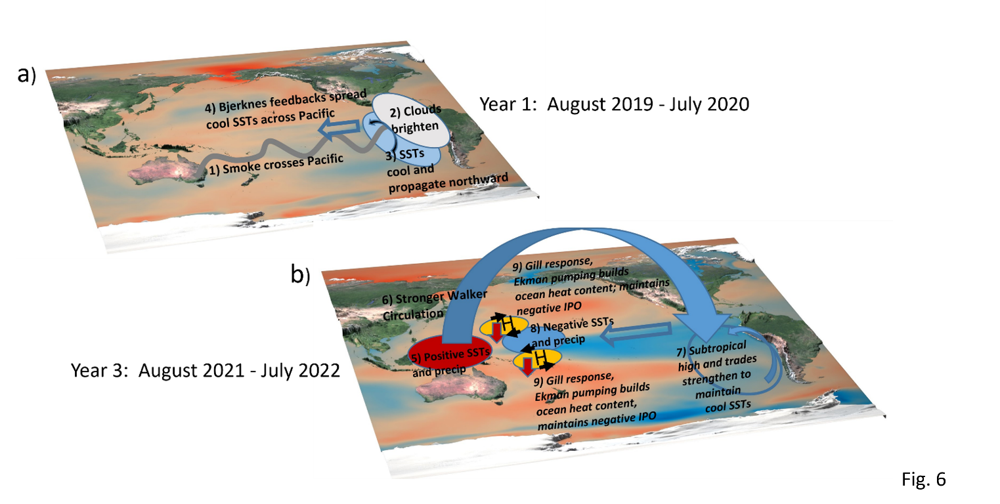 a)
Year 1:  August 2019 - July 2020
4) Bjerknes feedbacks spread
cool SSTs across Pacific
2) Clouds
brighten
1) Smoke crosses Pacific
3) SSTs
cool and
propagate northward
b)
Year 3:  August 2021 - July 2022
9) Gill response,
Ekman pumping builds
ocean heat content; maintains
negative IPO
6) Stronger Walker
Circulation
H
8) Negative SSTs
and precip
5) Positive SSTs
and precip
H
7) Subtropical
high and trades
strengthen to
maintain
cool SSTs
9) Gill response,
Ekman pumping builds
ocean heat content,
maintains negative IPO
Fig. 6